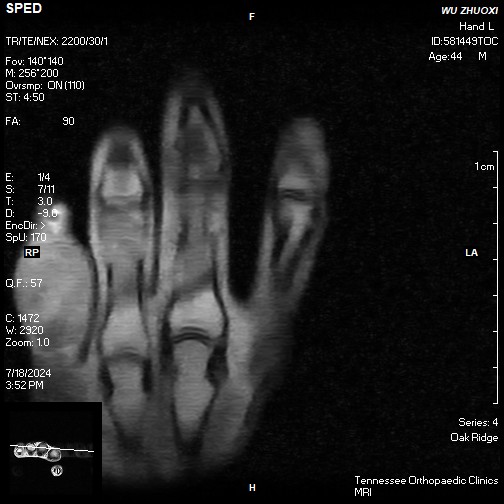 SPED
F
WU ZHUOXI
Hand L
TR/TE/NEX: 2200/30/1
ID:581449TOC
Age:44 M
Fov: 140*140
M: 256*200
Ovrsmp: ON (110)
ST: 4:50
FA: 90
1cm
E: 1/4
S: 7/11
T: 3.0
D: -9.6
EncDir: >
SpU: 170
RP
LA
Q.F.: 57
C: 1472
W: 2920
Zoom: 1.0
7/18/2024
3:52 PM
Series: 4
Oak Ridge
H
Tennessee Orthopaedic Clinics
MRI